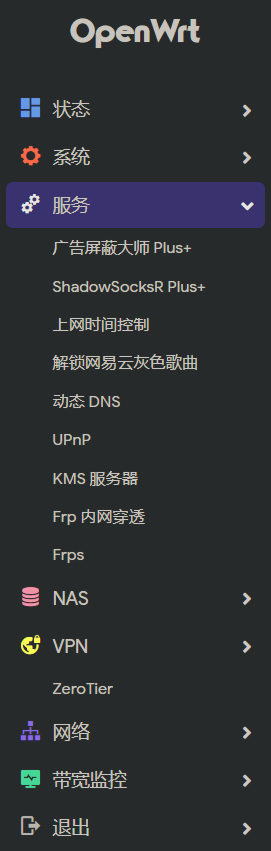 OpenWrt
状态
系统
服务
广告屏蔽大师 Plus+
ShadowSocksR Plus+
上网时间控制
解锁网易云灰色歌曲
动态 DNS
UPnP
KMS 服务器
Frp 内网穿透
Frps
NAS
VPN
ZeroTier
网络
带宽监控
退出